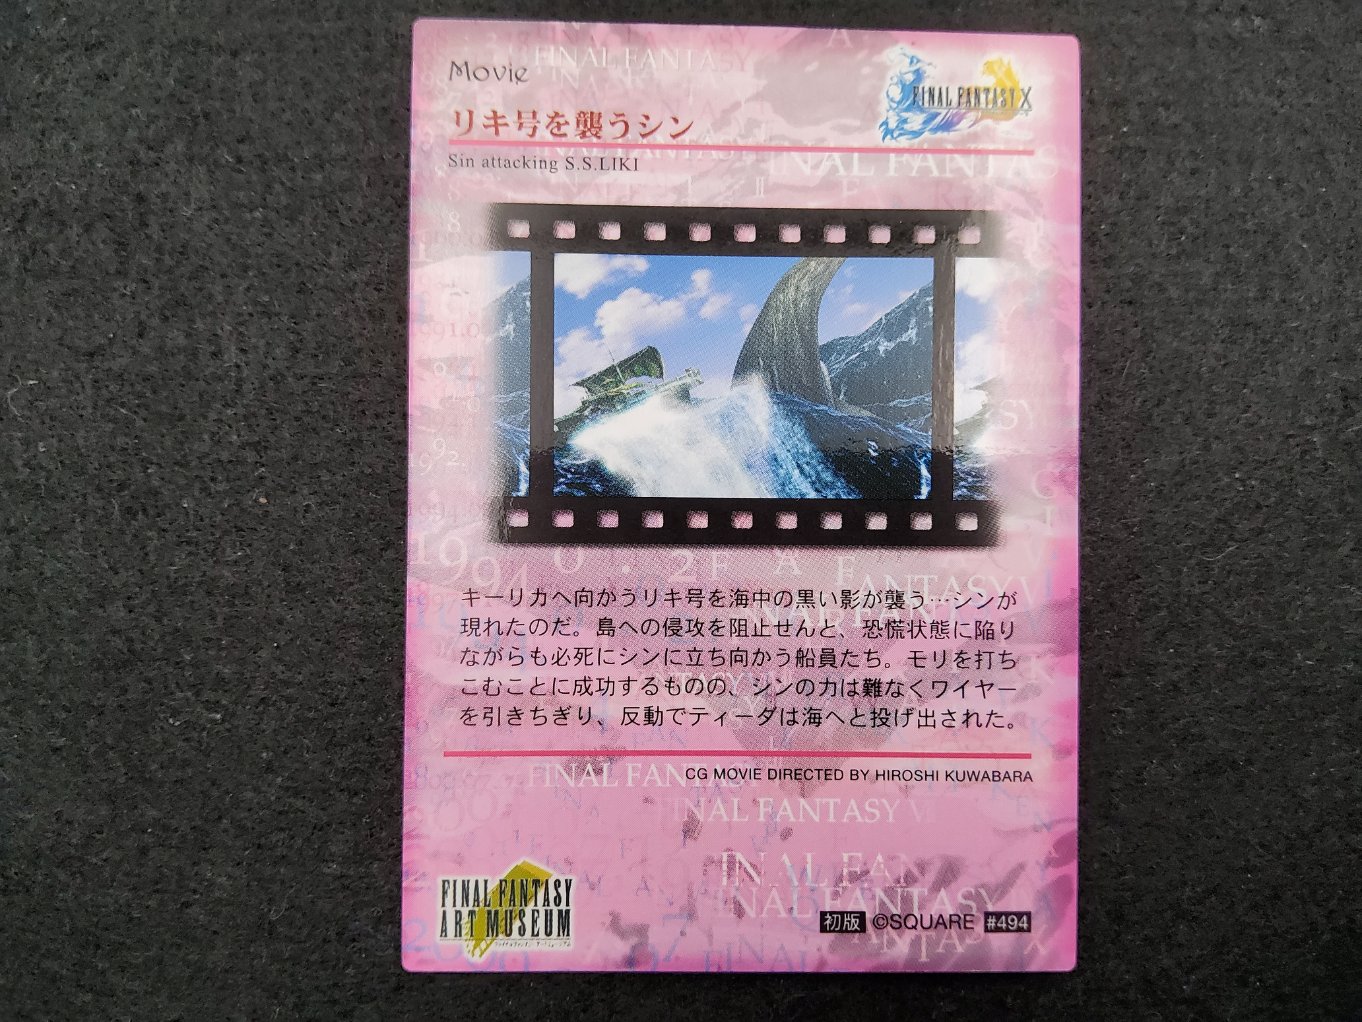 Movie
FINAL FANTASY X
リキ号を襲うシン
Sin attacking S.S.LIKI
キーリカへ向かうリキ号を海中の黒い影が襲う…シンが
現れたのだ。島への侵攻を阻止せんと、恐慌状態に陥り
ながらも必死にシンに立ち向かう船員たち。モリを打ち
こむことに成功するものの、シンの力は難なくワイヤー
を引きちぎり、反動でティーダは海へと投げ出された。
CG MOVIE DIRECTED BY HIROSHI KUWABARA
FINAL FANTASY
ART MUSEUM
初版 ©SQUARE #494